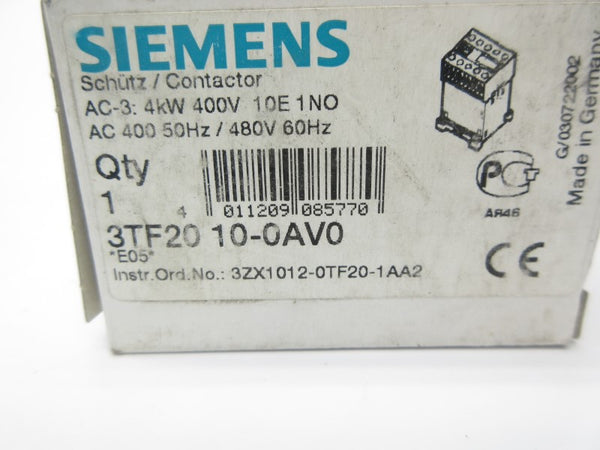 SIEMENS
Schütz / Contactor
AC-3: 4kW 400V 10E 1NO
AC 400 50Hz / 480V 60Hz
Qty
1
4 011209 085770
3TF20 10-0AV0
*E05*
Instr.Ord.No.: 3ZX1012-0TF20-1AA2
G/030722002
Made in Germany
АЯ46
CE